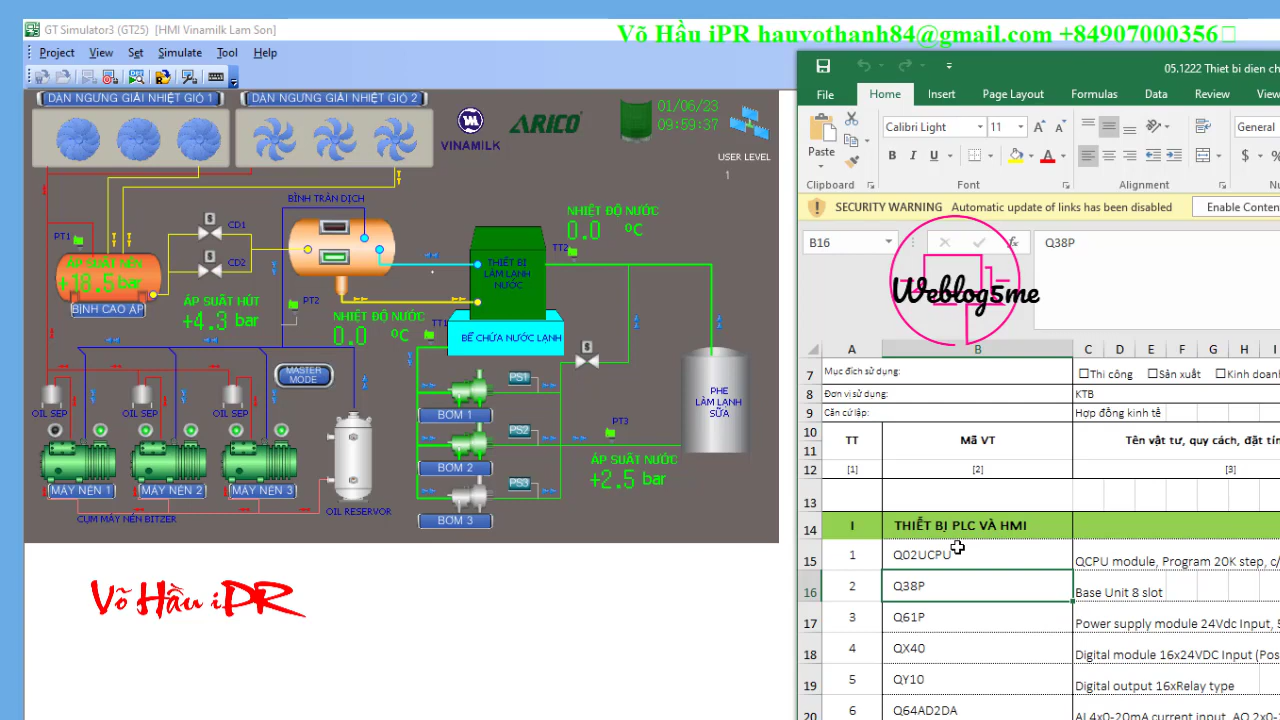 GT Simulator3 (GT25) [HMI Vinamilk Lam Son]
Võ Hầu iPR hauvothanh84@gmail.com +84907000356
Project View Set Simulate Tool Help
DÀN NGƯNG GIẢI NHIỆT GIÓ 1
DÀN NGƯNG GIẢI NHIỆT GIÓ 2
VINAMILK
ARICO
01/06/23
09:59:37
USER LEVEL
1
BÌNH TRÀN DỊCH
NHIỆT ĐỘ NƯỚC
0.0 ºC
PT1
CD1
CD2
TT2
ÁP SUẤT NÉN
+18.5 bar
BÌNH CAO ÁP
THIẾT BỊ
LÀM LẠNH
NƯỚC
ÁP SUẤT HÚT
+4.3 bar
PT2
NHIỆT ĐỘ NƯỚC
0.0 ºC
TT1
BỂ CHỨA NƯỚC LẠNH
MASTER
MODE
PS1
BƠM 1
PS2
BƠM 2
PS3
BƠM 3
PHE
LÀM LẠNH
SỮA
PT3
ÁP SUẤT NƯỚC
+2.5 bar
OIL SEP
OIL SEP
OIL SEP
MÁY NÉN 1
MÁY NÉN 2
MÁY NÉN 3
OIL RESERVOR
CỤM MÁY NÉN BITZER
Võ Hầu iPR
05.1222 Thiet bi dien ch
File Home Insert Page Layout Formulas Data Review View
Paste
Calibri Light 11
B I U
General
$ %
Clipboard Font Alignment
SECURITY WARNING Automatic update of links has been disabled Enable Conten
B16
fx
Q38P
Weblog5me
A B C D E F G H
7 Mục đích sử dụng: Thi công Sản xuất Kinh doanh
8 Đơn vị sử dụng: KTB
9 Căn cứ lập: Hợp đồng kinh tế
10
11
TT Mã VT Tên vật tư, quy cách, đặt tín
12 [1] [2] [3]
13
14 I THIẾT BỊ PLC VÀ HMI
15 1 Q02UCPU QCPU module, Program 20K step, c/
16 2 Q38P Base Unit 8 slot
17 3 Q61P Power supply module 24Vdc Input, 5
18 4 QX40 Digital module 16x24VDC Input (Pos
19 5 QY10 Digital output 16xRelay type
20 6 Q64AD2DA AI 4x0-20mA current input, AO 2x0-